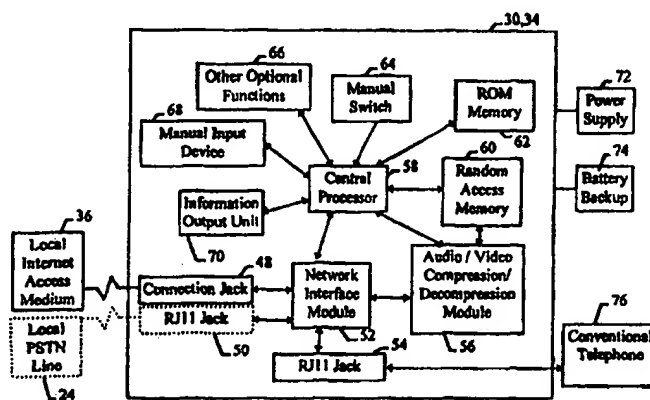 30,34
66
Other Optional
Functions
64
Manual
Switch
ROM
Memory
62
72
Power
Supply
68
Manual Input
Device
58
Central
Processor
60
Random
Access
Memory
74
Battery
Backup
Information
Output Unit
70
36
Local
Internet
Access
Medium
48
Connection Jack
RJ11 Jack
50
Network
Interface
Module
52
Audio / Video
Compression/
Decompression
Module
56
Local
PSTN
Line
24
54
RJ11 Jack
76
Conventional
Telephone